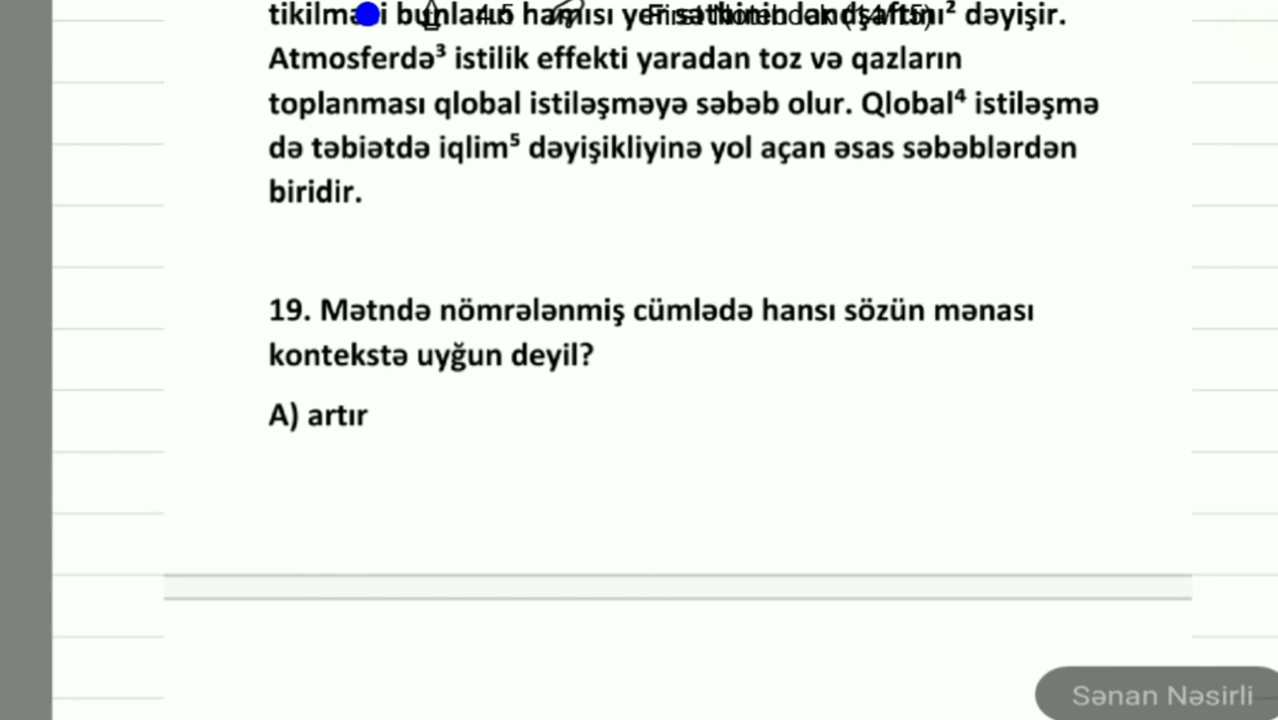 tikilməsi bunların hamısı yer səthinin landşaftını² dəyişir.
Atmosferdə³ istilik effekti yaradan toz və qazların
toplanması qlobal istiləşməyə səbəb olur. Qlobal⁴ istiləşmə
də təbiətdə iqlim⁵ dəyişikliyinə yol açan əsas səbəblərdən
biridir.
19. Mətndə nömrələnmiş cümlədə hansı sözün mənası
kontekstə uyğun deyil?
A) artır
Sənan Nəsirli